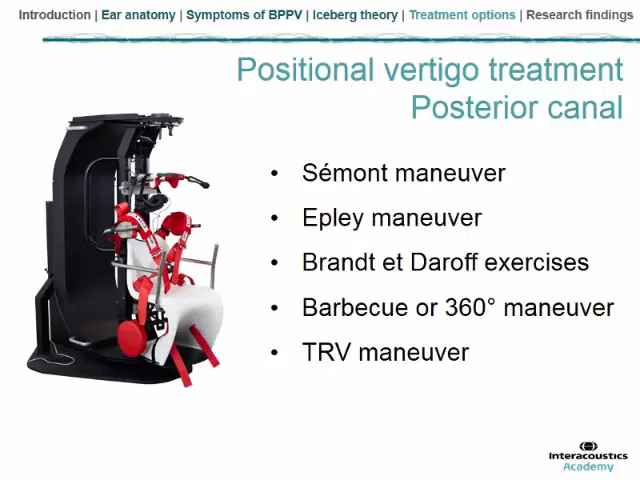 Introduction | Ear anatomy | Symptoms of BPPV | Iceberg theory | Treatment options | Research findings
Positional vertigo treatment
Posterior canal
• Sémont maneuver
• Epley maneuver
• Brandt et Daroff exercises
• Barbecue or 360° maneuver
• TRV maneuver
Interacoustics
Academy